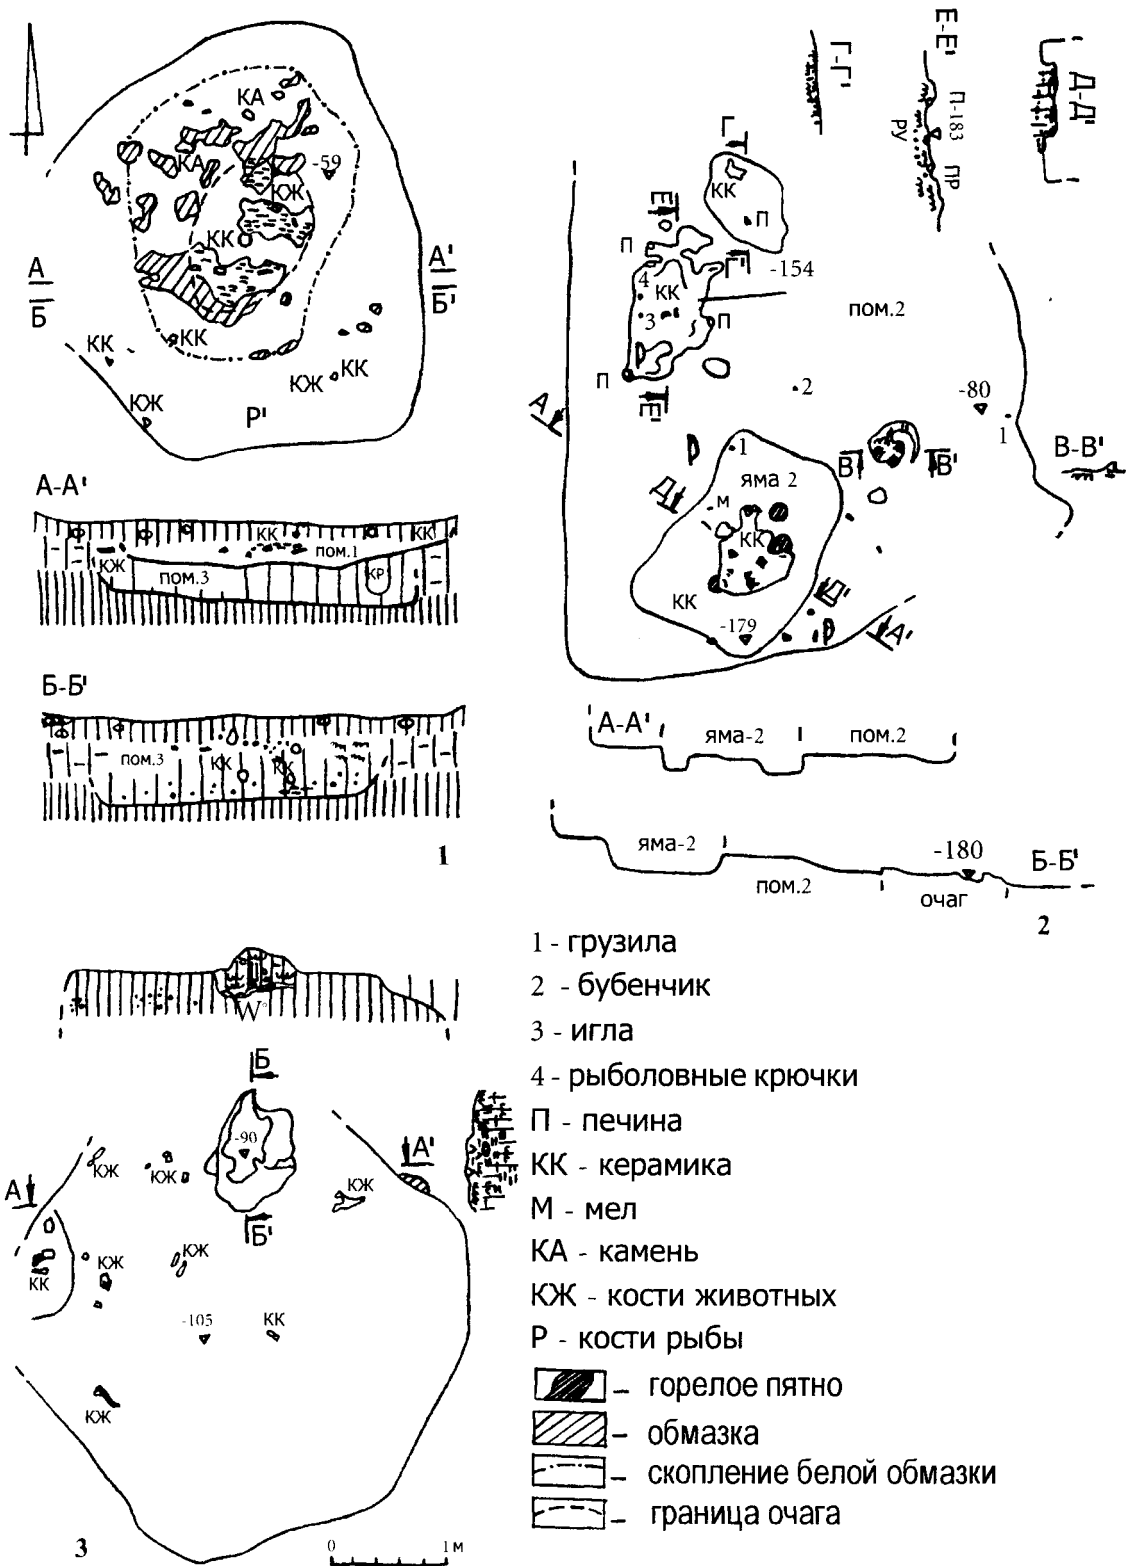 КА
КА
-59
КЖ
КК
А
Б
А'
Б'
КК
КК
КЖ
КК
КЖ
Р'
А-А'
КК
КК
пом.1
КЖ
пом.3
КР
Б-Б'
пом.3
КК
КК
1
Г-Г'
Е-Е'
П-183
РУ
ПР
Д-Д'
Г
КК
П
Е
П
Г'
-154
4
КК
3
П
пом.2
П
Е'
2
-80
1
А
1
В
В'
В-В'
яма 2
Д
М
КК
КК
Д'
-179
А'
А-А'
яма-2
пом.2
яма-2
-180
Б-Б'
пом.2
очаг
2
W
Б
-90
А
А'
КЖ
КЖ
КЖ
Б'
КК
КЖ
КЖ
-105
КК
КЖ
3
0 1 м
1 - грузила
2 - бубенчик
3 - игла
4 - рыболовные крючки
П - печина
КК - керамика
М - мел
КА - камень
КЖ - кости животных
Р - кости рыбы
– горелое пятно
– обмазка
– скопление белой обмазки
– граница очага